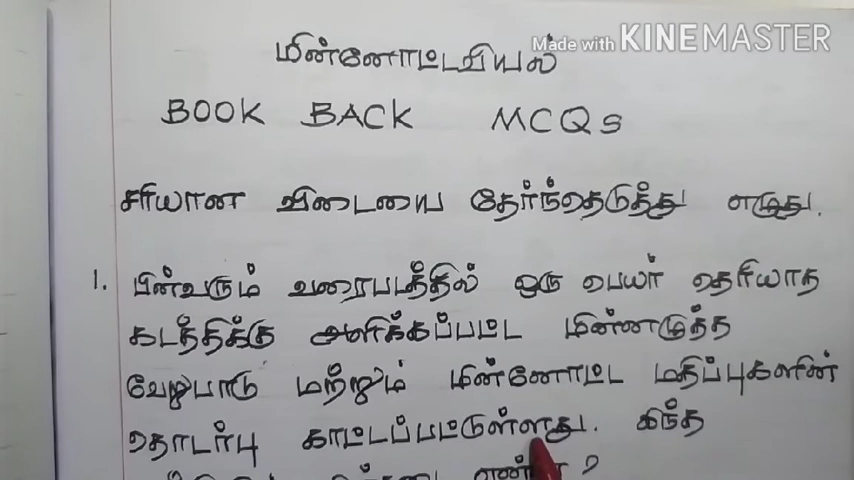 Made with KINEMASTER
மின்னோட்டவியல்
BOOK BACK MCQs
சரியான விடையை தேர்ந்தெடுத்து எழுது.
1. பின்வரும் வரைபடத்தில் ஒரு பெயர் தெரியாத
கடத்திக்கு அளிக்கப்பட்ட மின்னழுத்த
வேறுபாடு மற்றும் மின்னோட்ட மதிப்புகளின்
தொடர்பு காட்டப்பட்டுள்ளது. இந்த
என்ன?